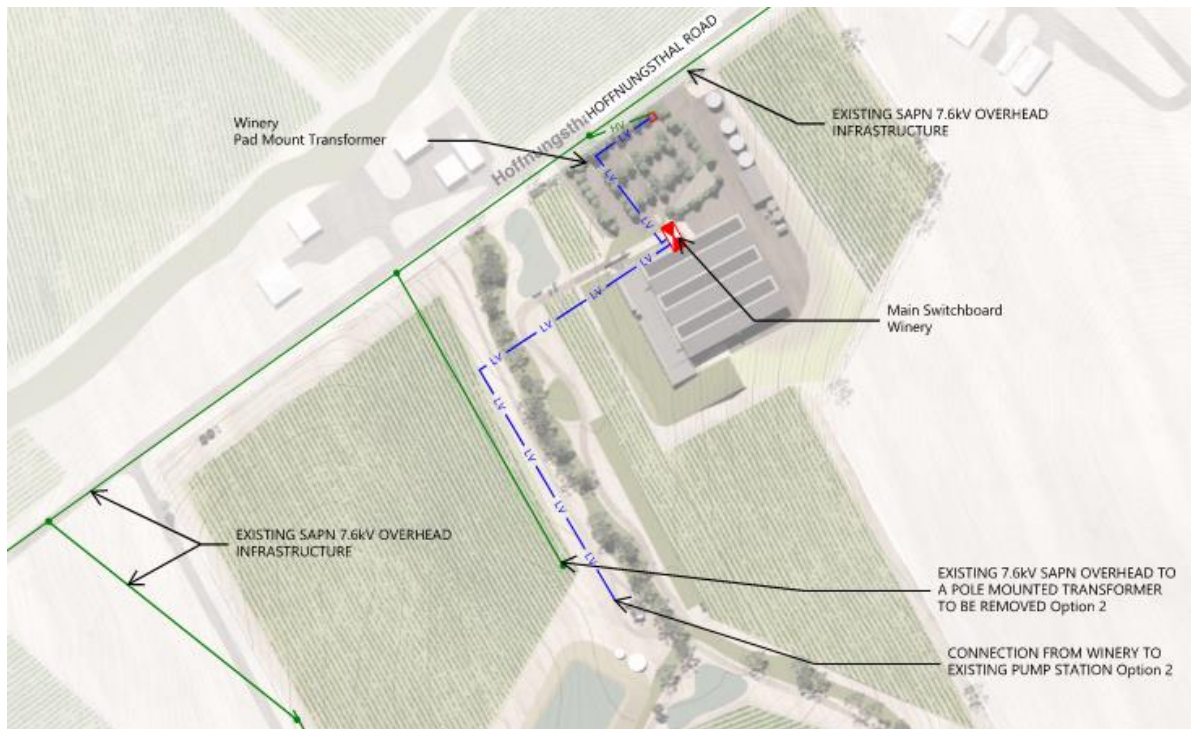 HOFFNUNGSTHAL ROAD
Hoffnungsth
Winery
Pad Mount Transformer
EXISTING SAPN 7.6kV OVERHEAD
INFRASTRUCTURE
HV
LV
LV
LV
LV
LV
LV
LV
LV
LV
LV
LV
Main Switchboard
Winery
EXISTING SAPN 7.6kV OVERHEAD
INFRASTRUCTURE
EXISTING 7.6kV SAPN OVERHEAD TO
A POLE MOUNTED TRANSFORMER
TO BE REMOVED Option 2
CONNECTION FROM WINERY TO
EXISTING PUMP STATION Option 2